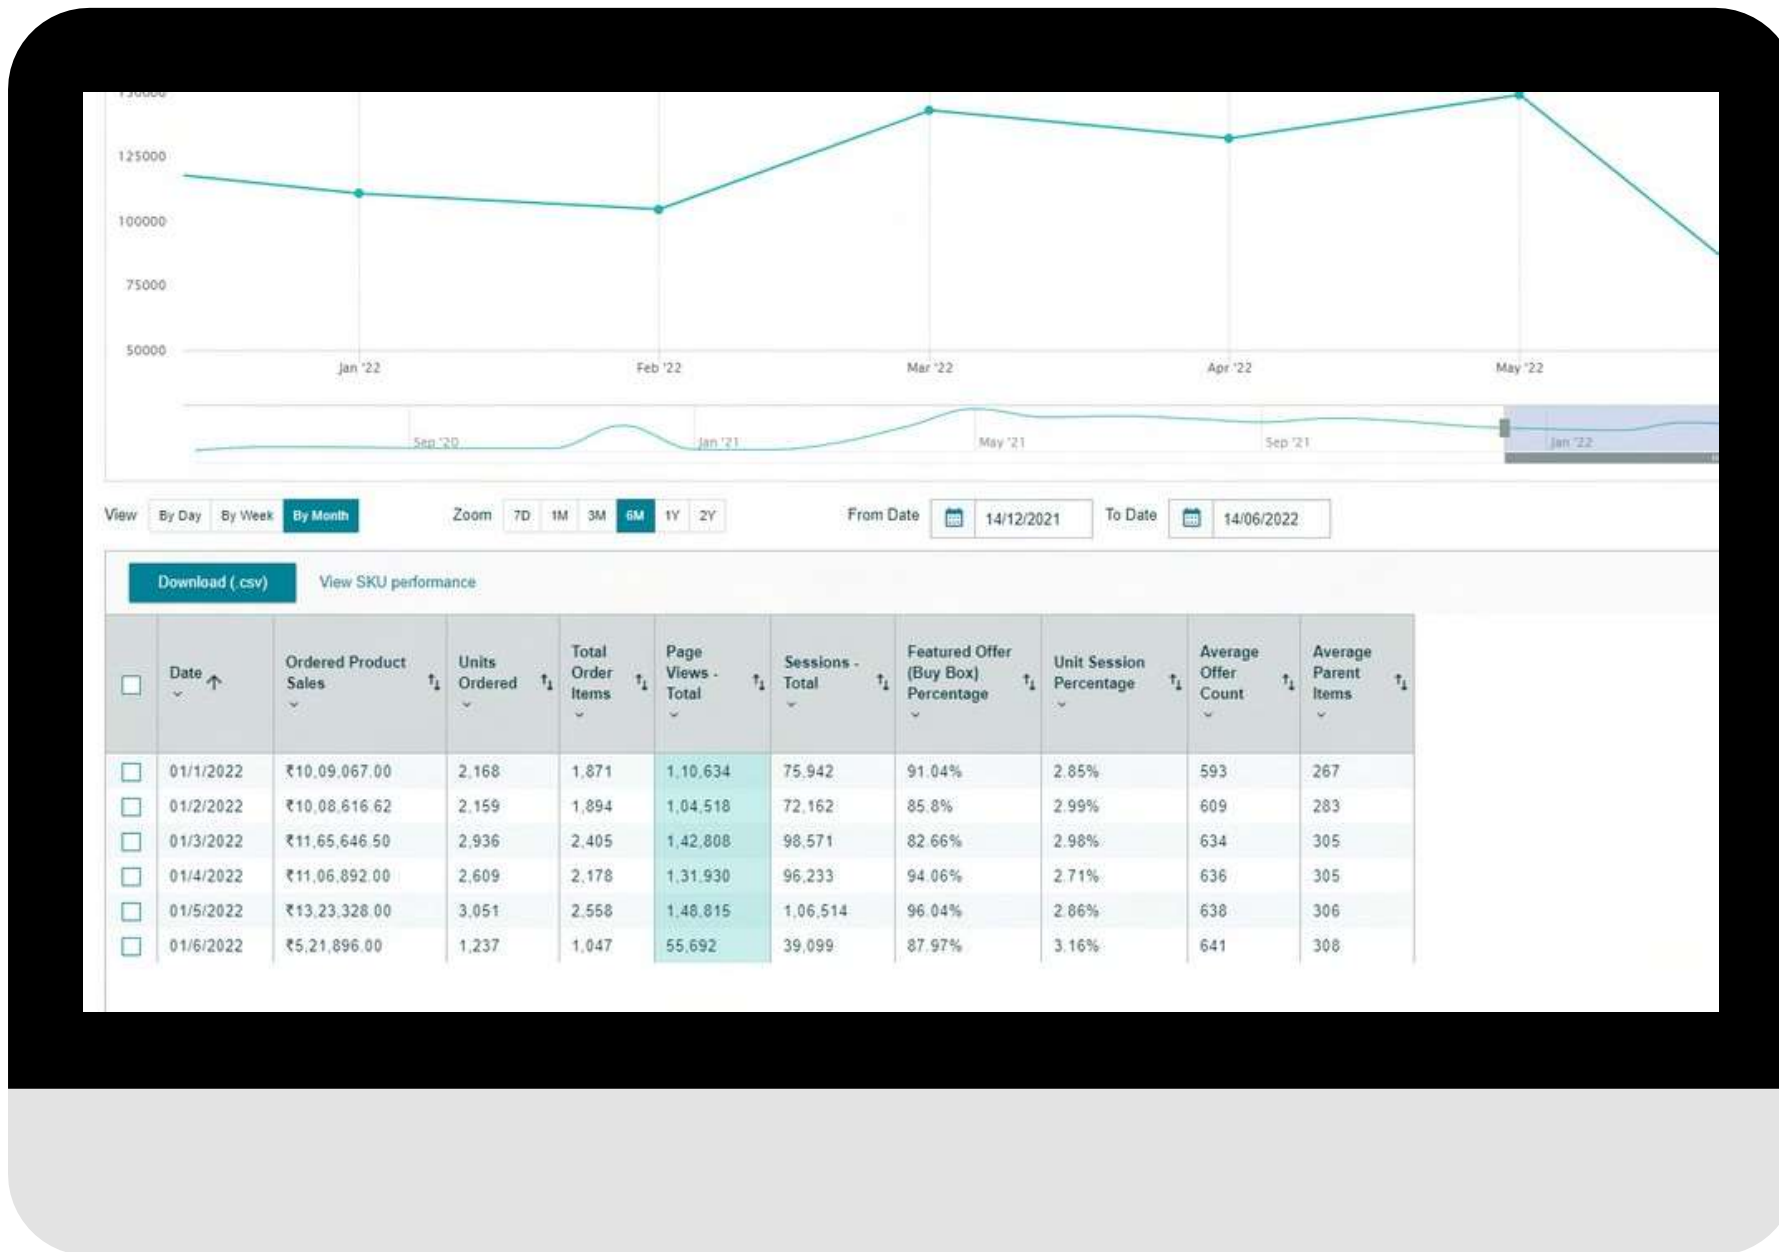 125000
100000
75000
50000
Jan '22 Feb '22 Mar '22 Apr '22 May '22
Sep '20 Jan '21 May '21 Sep '21 Jan '22
View By Day By Week By Month Zoom 7D 1M 3M 6M 1Y 2Y From Date 14/12/2021 To Date 14/06/2022
Download (.csv) View SKU performance
Date Ordered Product Sales Units Ordered Total Order Items Page Views - Total Sessions - Total Featured Offer (Buy Box) Percentage Unit Session Percentage Average Offer Count Average Parent Items
01/1/2022 ₹10,09,067.00 2,168 1,871 1,10,634 75,942 91.04% 2.85% 593 267
01/2/2022 ₹10,08,616.62 2,159 1,894 1,04,518 72,162 85.8% 2.99% 609 283
01/3/2022 ₹11,65,646.50 2,936 2,405 1,42,808 98,571 82.66% 2.98% 634 305
01/4/2022 ₹11,06,892.00 2,609 2,178 1,31,930 96,233 94.06% 2.71% 636 305
01/5/2022 ₹13,23,328.00 3,051 2,558 1,48,815 1,06,514 96.04% 2.86% 638 306
01/6/2022 ₹5,21,896.00 1,237 1,047 55,692 39,099 87.97% 3.16% 641 308